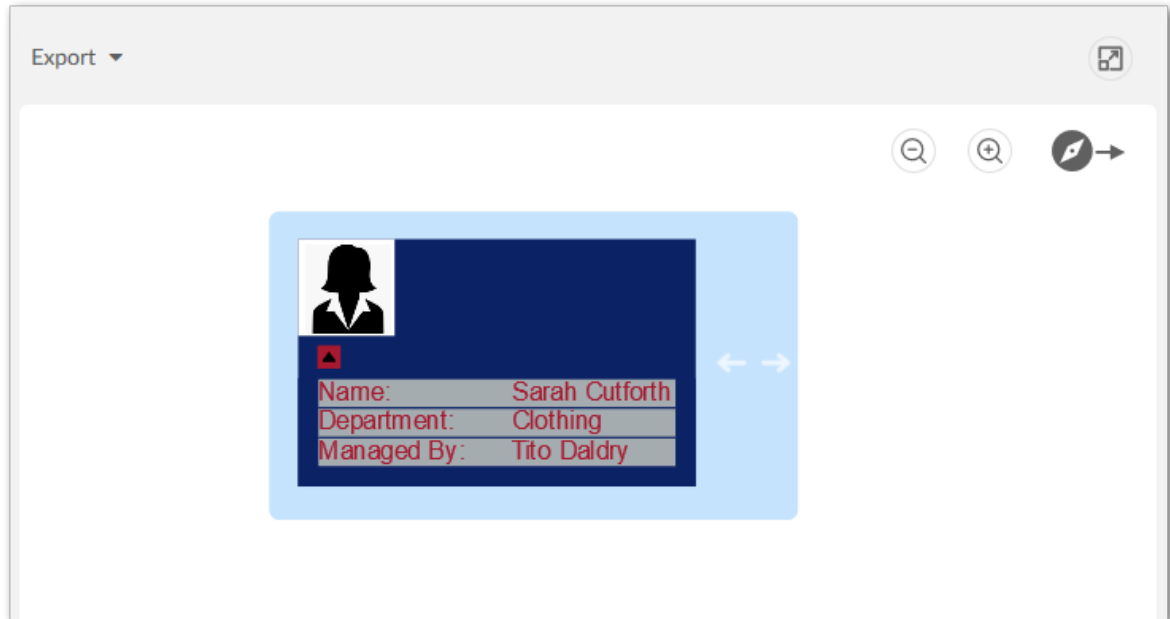 Export
Name: Sarah Cutforth
Department: Clothing
Managed By: Tito Daldry